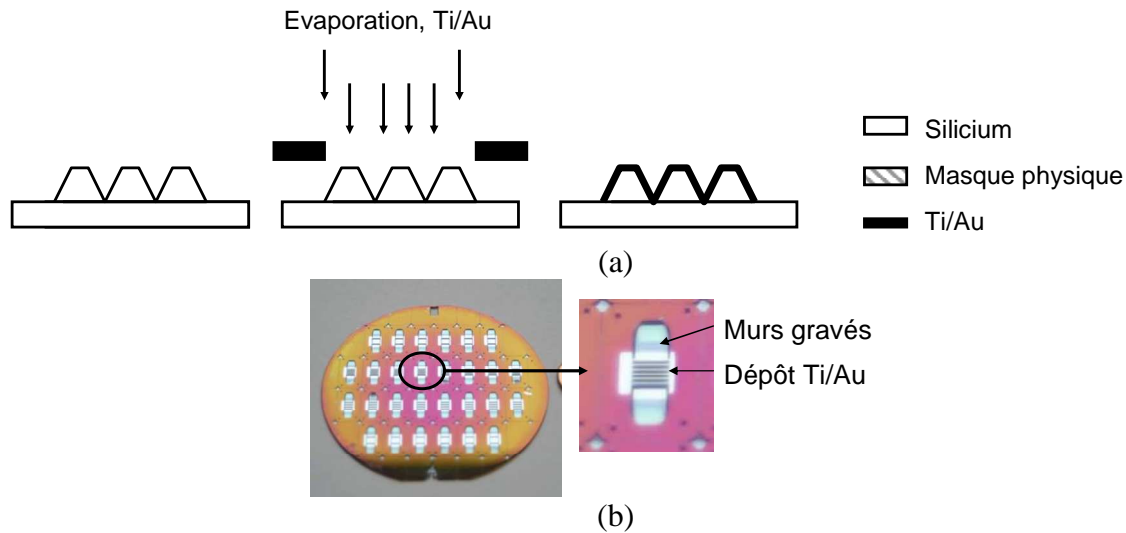 Evaporation, Ti/Au
Silicium
Masque physique
Ti/Au
(a)
Murs gravés
Dépôt Ti/Au
(b)